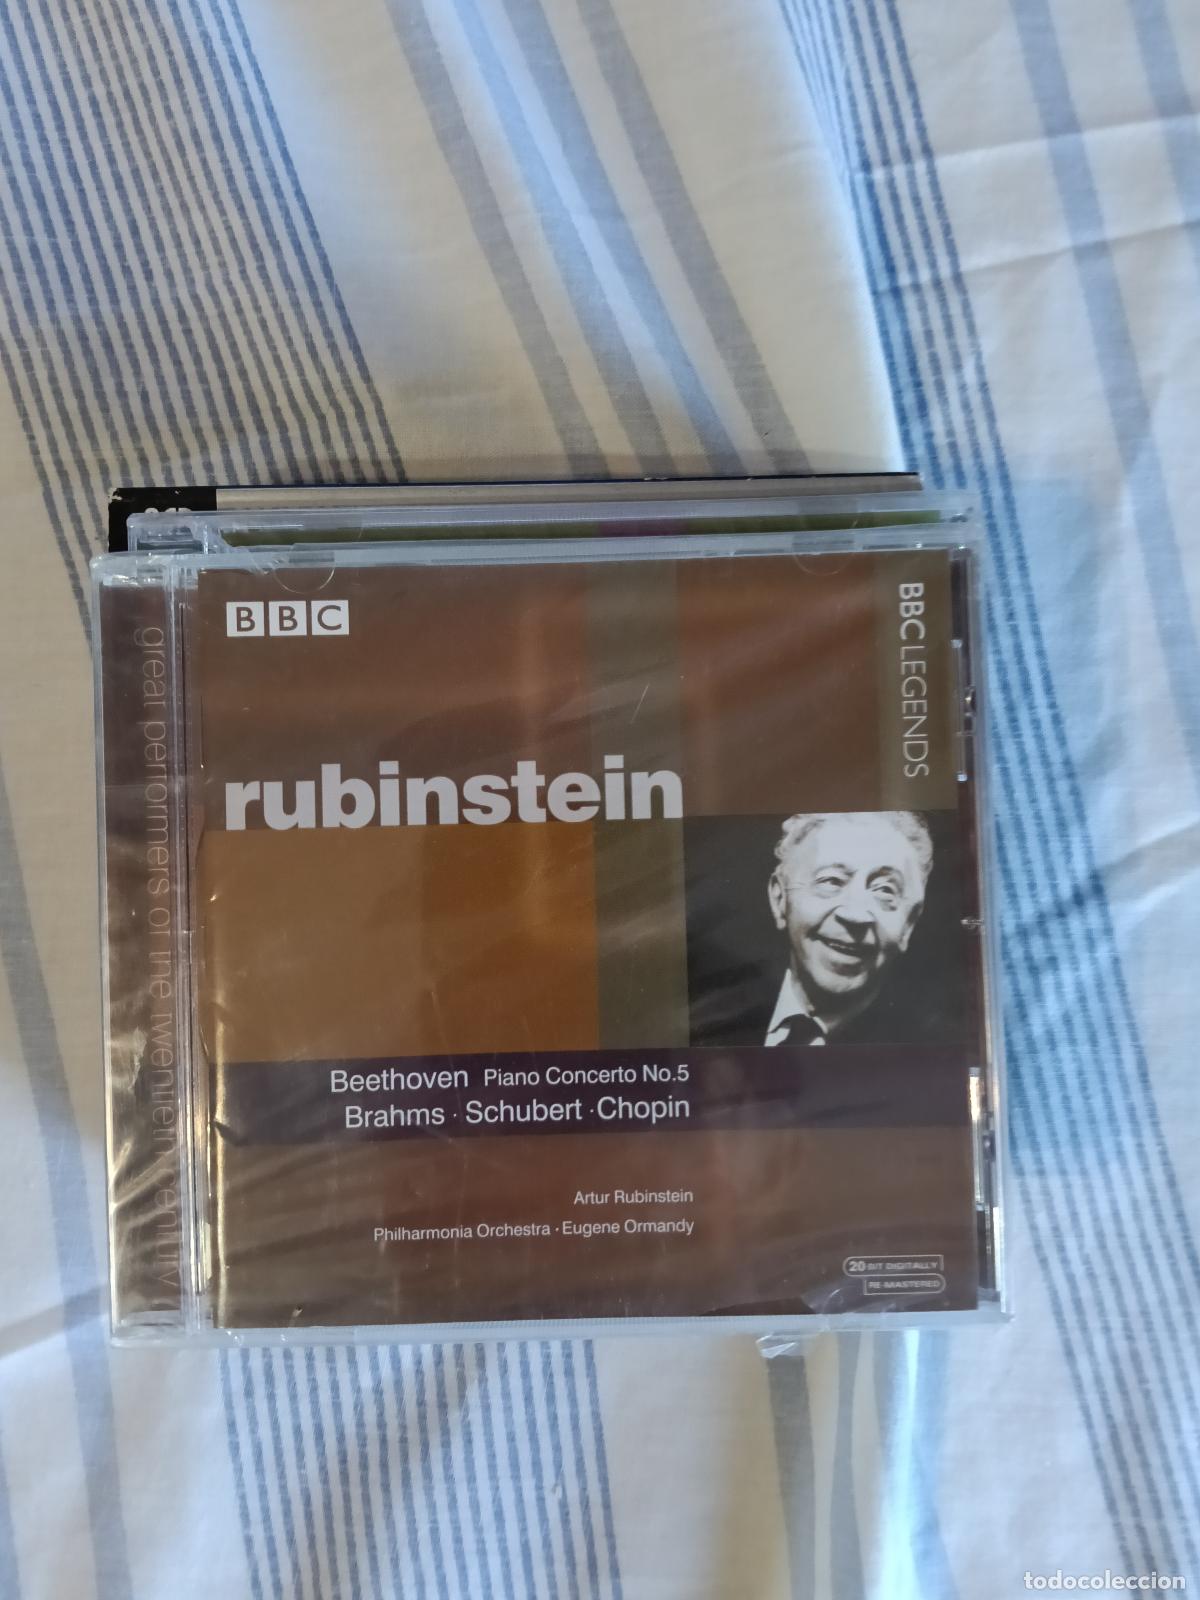 BBC
BBC LEGENDS
great performers of the twentieth century
rubinstein
Beethoven Piano Concerto No.5
Brahms · Schubert · Chopin
Artur Rubinstein
Philharmonia Orchestra · Eugene Ormandy
20 BIT DIGITALLY
RE-MASTERED
todocoleccion